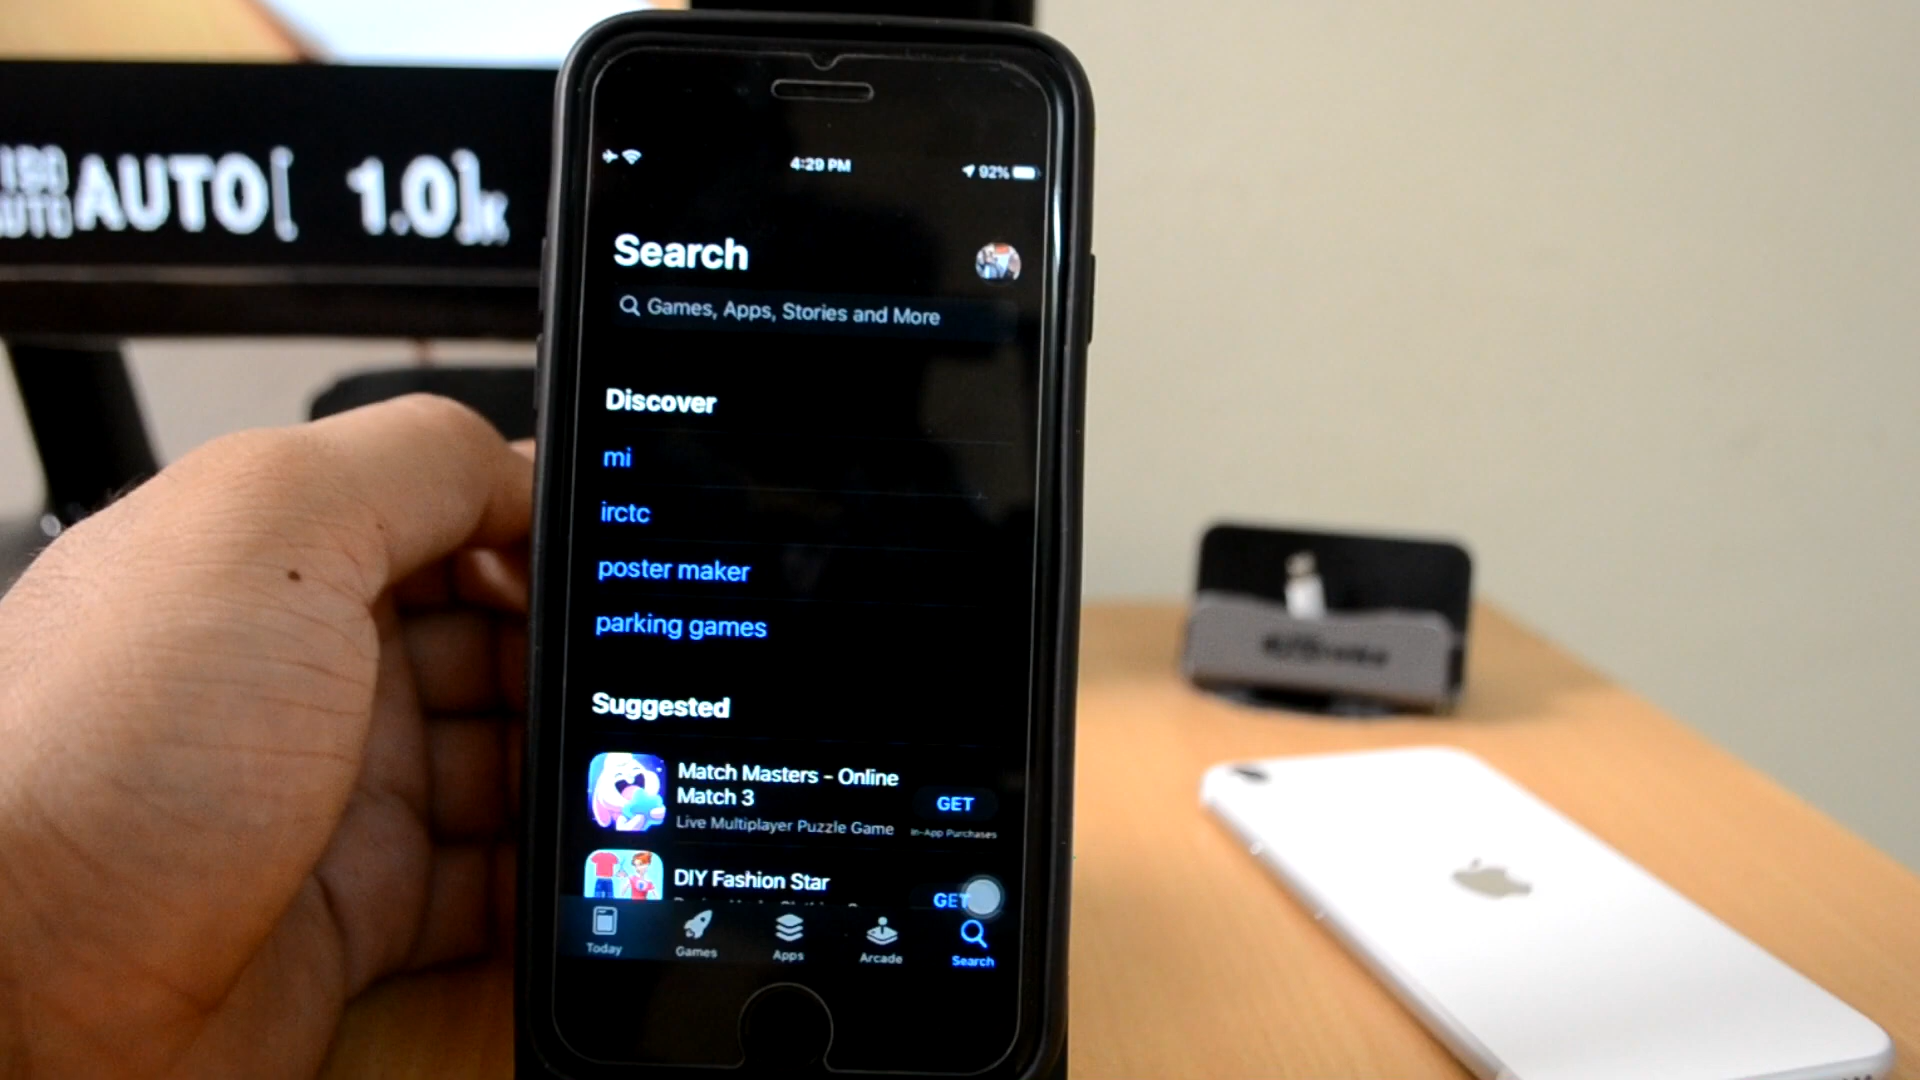 ISO
AUTO AUTO [ 1.0]K
4:29 PM
92%
Search
Games, Apps, Stories and More
Discover
mi
irctc
poster maker
parking games
Suggested
Match Masters - Online
Match 3
Live Multiplayer Puzzle Game
GET
In-App Purchases
DIY Fashion Star
GET
Today
Games
Apps
Arcade
Search